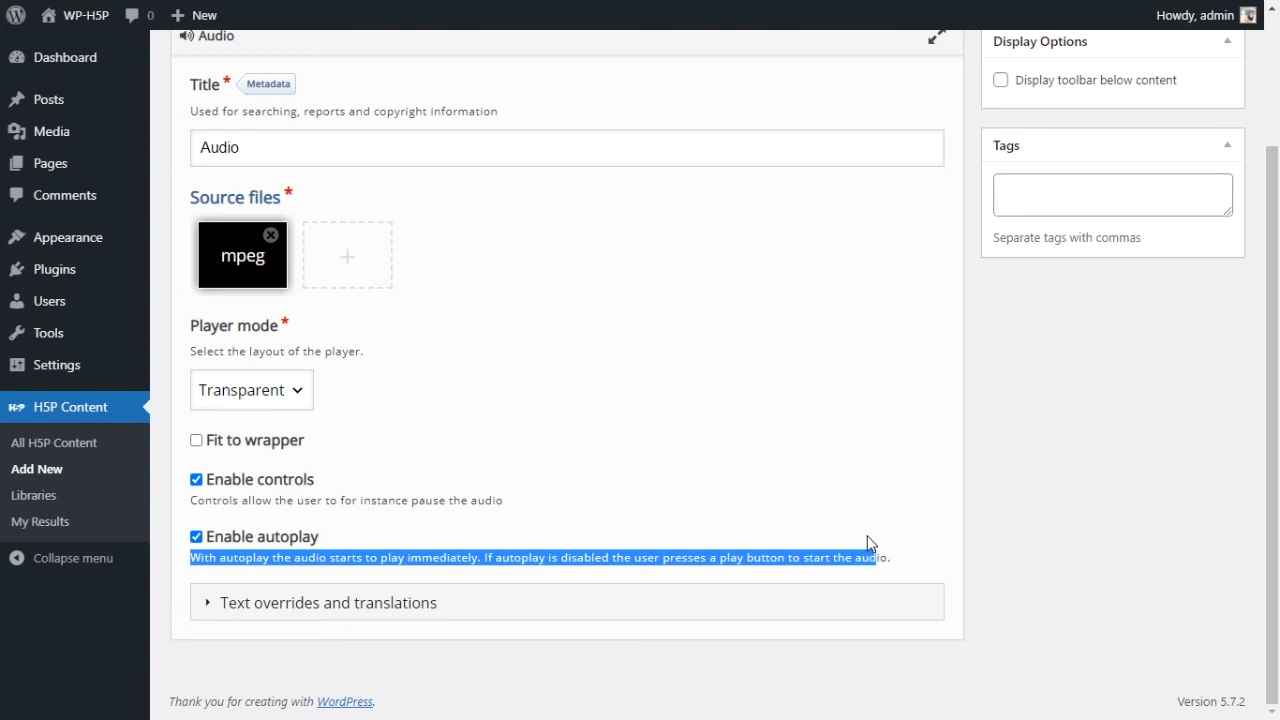 WP-H5P 0 New Howdy, admin
Dashboard
Posts
Media
Pages
Comments
Appearance
Plugins
Users
Tools
Settings
H5P Content
All H5P Content
Add New
Libraries
My Results
Collapse menu
Audio
Title* Metadata
Used for searching, reports and copyright information
Audio
Source files*
mpeg +
Player mode*
Select the layout of the player.
Transparent
Fit to wrapper
Enable controls
Controls allow the user to for instance pause the audio
Enable autoplay
With autoplay the audio starts to play immediately. If autoplay is disabled the user presses a play button to start the audio.
Text overrides and translations
Display Options
Display toolbar below content
Tags
Separate tags with commas
Thank you for creating with WordPress.
Version 5.7.2